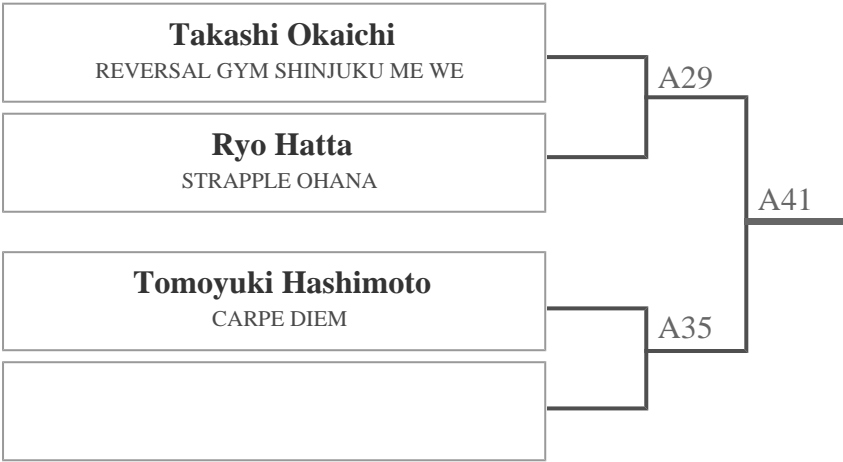 Takashi Okaichi
REVERSAL GYM SHINJUKU ME WE
A29
Ryo Hatta
STRAPPLE OHANA
A41
Tomoyuki Hashimoto
CARPE DIEM
A35